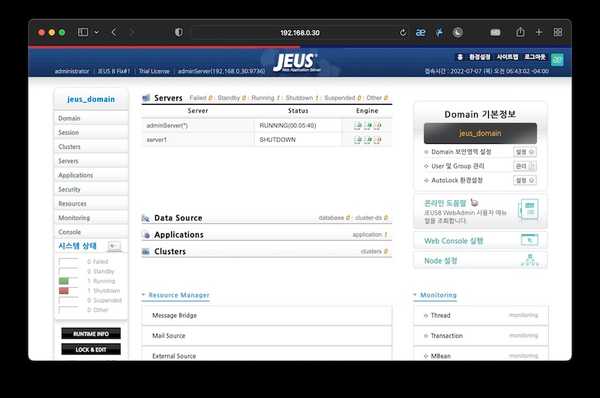 192.168.0.30
JEUS
Web Application Server
홈 환경설정 사이트맵 로그아웃
administrator | JEUS 8 Fix#1 | Trial License | adminServer(192.168.0.30:9736)
접속시간 : 2022-07-07 (목) 오전 06:43:02 -04:00
jeus_domain
Domain
Session
Clusters
Servers
Applications
Security
Resources
Monitoring
Console
시스템 상태
0 Failed
0 Standby
1 Running
1 Shutdown
0 Suspended
0 Other
RUNTIME INFO
LOCK & EDIT
Servers Failed 0 : Standby 0 : Running 1 : Shutdown 1 : Suspended 0 : Other 0
Server Status Engine
adminServer(*) RUNNING(00:05:49)
server1 SHUTDOWN
Data Source database 0 : cluster-ds 0
Applications application 1
Clusters clusters 0
Resource Manager
Message Bridge
Mail Source
External Source
Domain 기본정보
jeus_domain
Domain 보안영역 설정 설정
User 및 Group 관리 관리
AutoLock 환경설정 설정
온라인 도움말
JEUS8 WebAdmin 사용자 매뉴
얼을 조회합니다.
Web Console 실행
Node 설정
Monitoring
Thread monitoring
Transaction monitoring
MBean monitoring